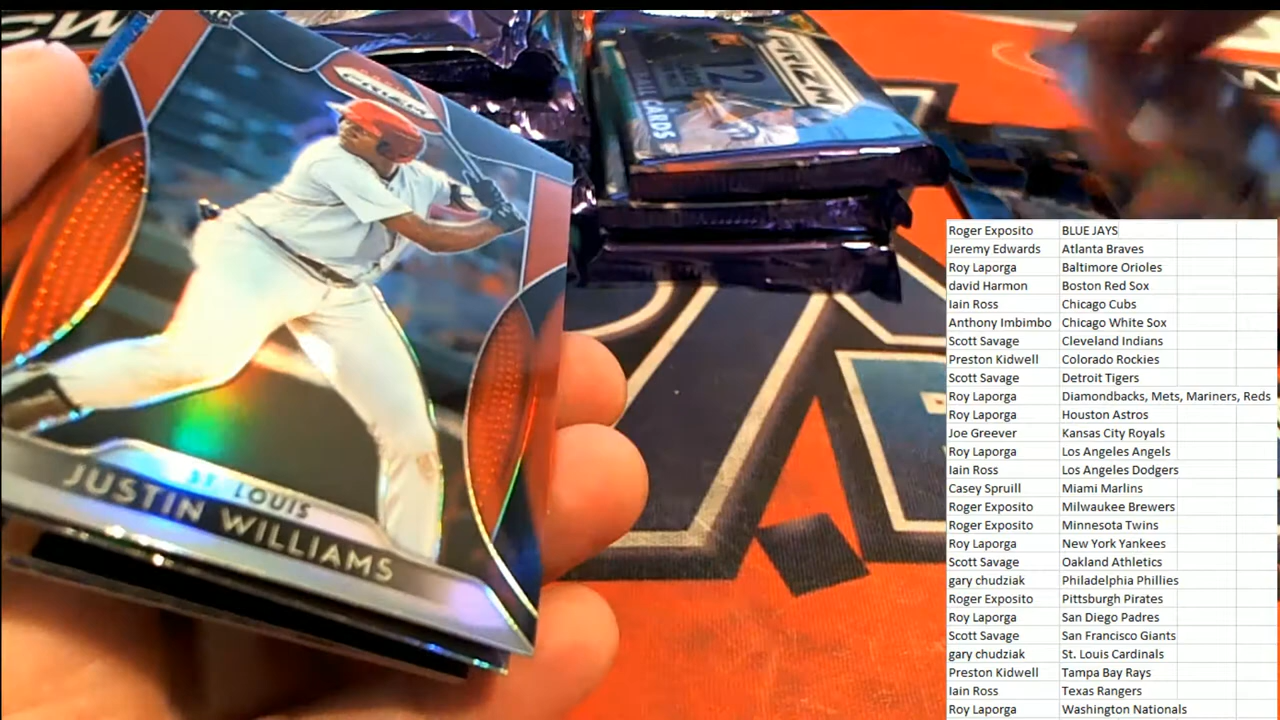 PRIZM
ST. LOUIS
JUSTIN WILLIAMS
12
PRIZM
CARDS
Roger Exposito BLUE JAYS
Jeremy Edwards Atlanta Braves
Roy Laporga Baltimore Orioles
david Harmon Boston Red Sox
Iain Ross Chicago Cubs
Anthony Imbimbo Chicago White Sox
Scott Savage Cleveland Indians
Preston Kidwell Colorado Rockies
Scott Savage Detroit Tigers
Roy Laporga Diamondbacks, Mets, Mariners, Reds
Roy Laporga Houston Astros
Joe Greever Kansas City Royals
Roy Laporga Los Angeles Angels
Iain Ross Los Angeles Dodgers
Casey Spruill Miami Marlins
Roger Exposito Milwaukee Brewers
Roger Exposito Minnesota Twins
Roy Laporga New York Yankees
Scott Savage Oakland Athletics
gary chudziak Philadelphia Phillies
Roger Exposito Pittsburgh Pirates
Roy Laporga San Diego Padres
Scott Savage San Francisco Giants
gary chudziak St. Louis Cardinals
Preston Kidwell Tampa Bay Rays
Iain Ross Texas Rangers
Roy Laporga Washington Nationals